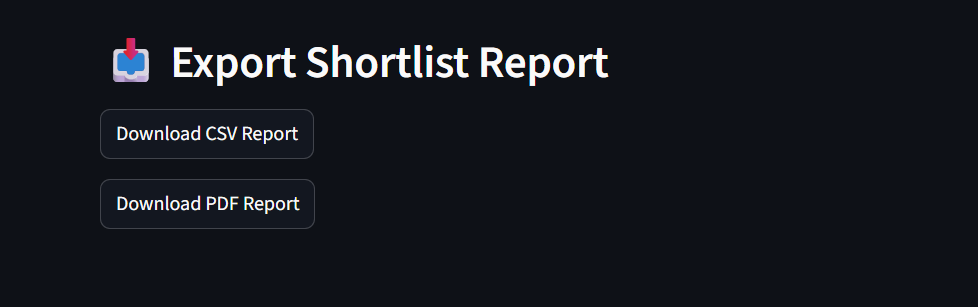 Export Shortlist Report
Download CSV Report
Download PDF Report